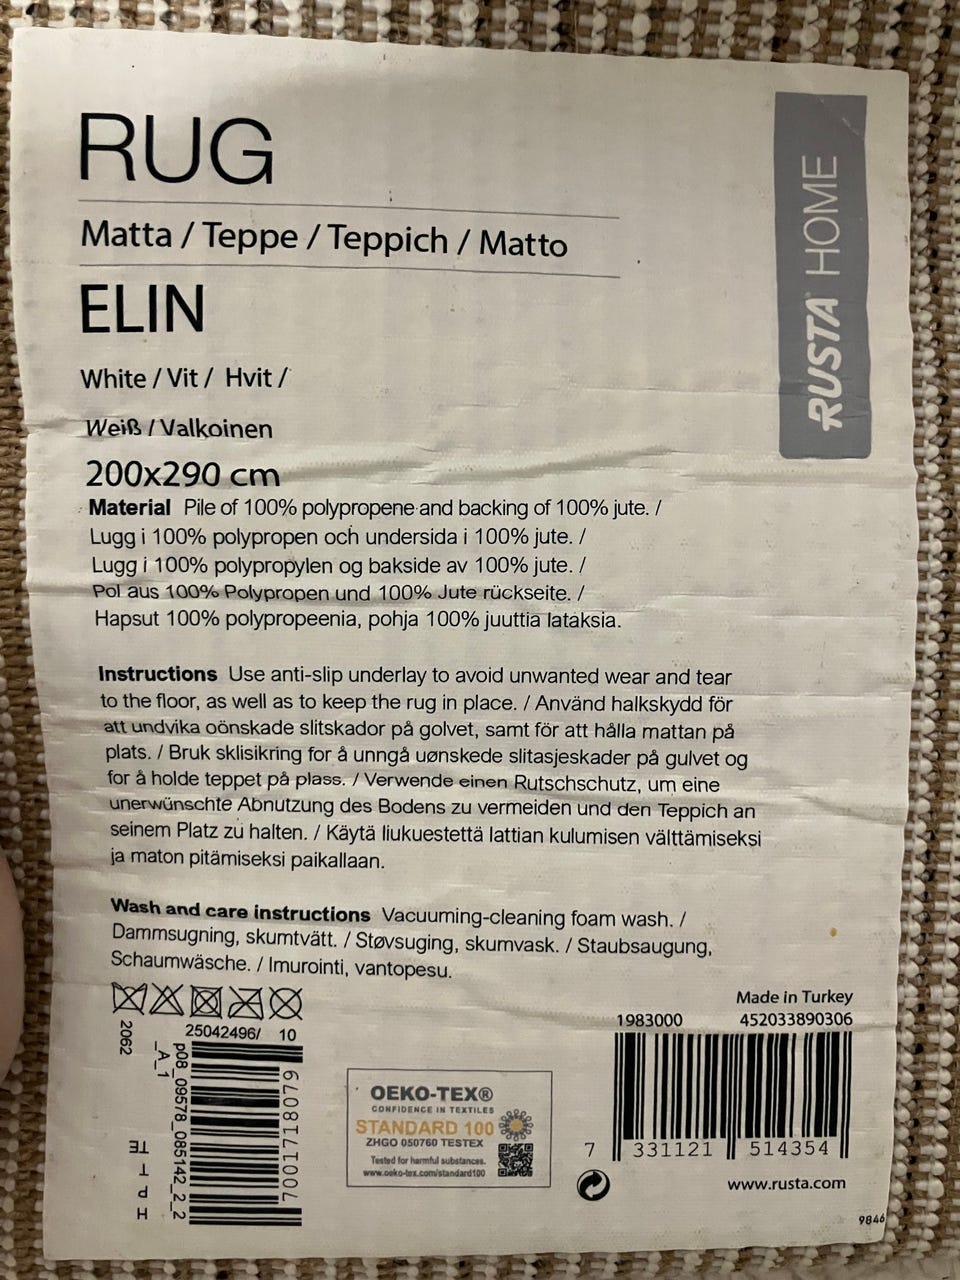 RUG
RUSTA HOME
Matta / Teppe / Teppich / Matto
ELIN
White / Vit / Hvit /
Weiß / Valkoinen
200x290 cm
Material Pile of 100% polypropene and backing of 100% jute. /
Lugg i 100% polypropen och undersida i 100% jute. /
Lugg i 100% polypropylen og bakside av 100% jute. /
Pol aus 100% Polypropen und 100% Jute rückseite. /
Hapsut 100% polypropeenia, pohja 100% juuttia lataksia.
Instructions Use anti-slip underlay to avoid unwanted wear and tear
to the floor, as well as to keep the rug in place. / Använd halkskydd för
att undvika oönskade slitskador på golvet, samt för att hålla mattan på
plats. / Bruk sklisikring for å unngå uønskede slitasjeskader på gulvet og
for å holde teppet på plass. / Verwende einen Rutschschutz, um eine
unerwünschte Abnutzung des Bodens zu vermeiden und den Teppich an
seinem Platz zu halten. / Käytä liukuestettä lattian kulumisen välttämiseksi
ja maton pitämiseksi paikallaan.
Wash and care instructions Vacuuming-cleaning foam wash. /
Dammsugning, skumtvätt. / Støvsuging, skumvask. / Staubsaugung,
Schaumwäsche. / Imurointi, vantopesu.
2062
25042496/ 10
p08_09578_085142_2_2
_A_1
7001718079
OEKO-TEX®
CONFIDENCE IN TEXTILES
STANDARD 100
ZHGO 050760 TESTEX
Tested for harmful substances.
www.oeko-tex.com/standard100
Made in Turkey
1983000 452033890306
7 331121 514354
www.rusta.com
9846